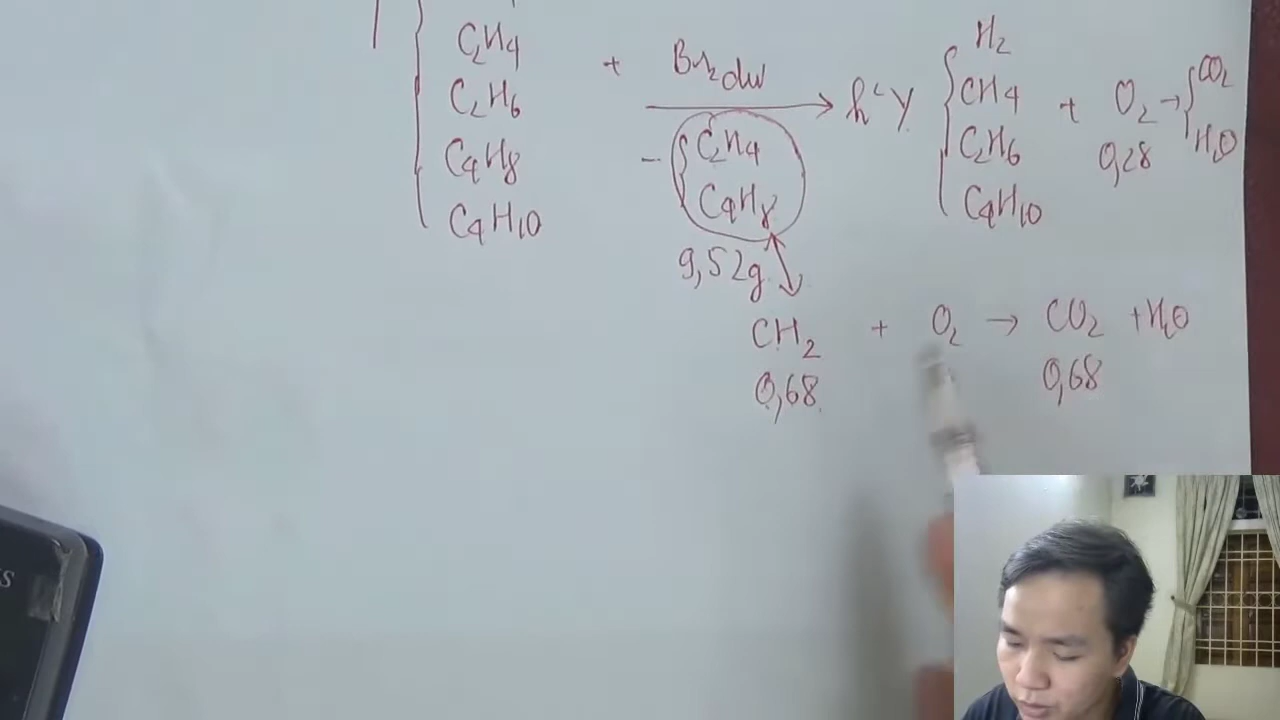 C2H4
C2H6
C4H8
C4H10
+ Br2 dư
-
C2H4
C4H8
9,52g
→ h² Y
H2
CH4
C2H6
C4H10
+ O2 → CO2
0,28 H2O
CH2 + O2 → CO2 + H2O
0,68 0,68